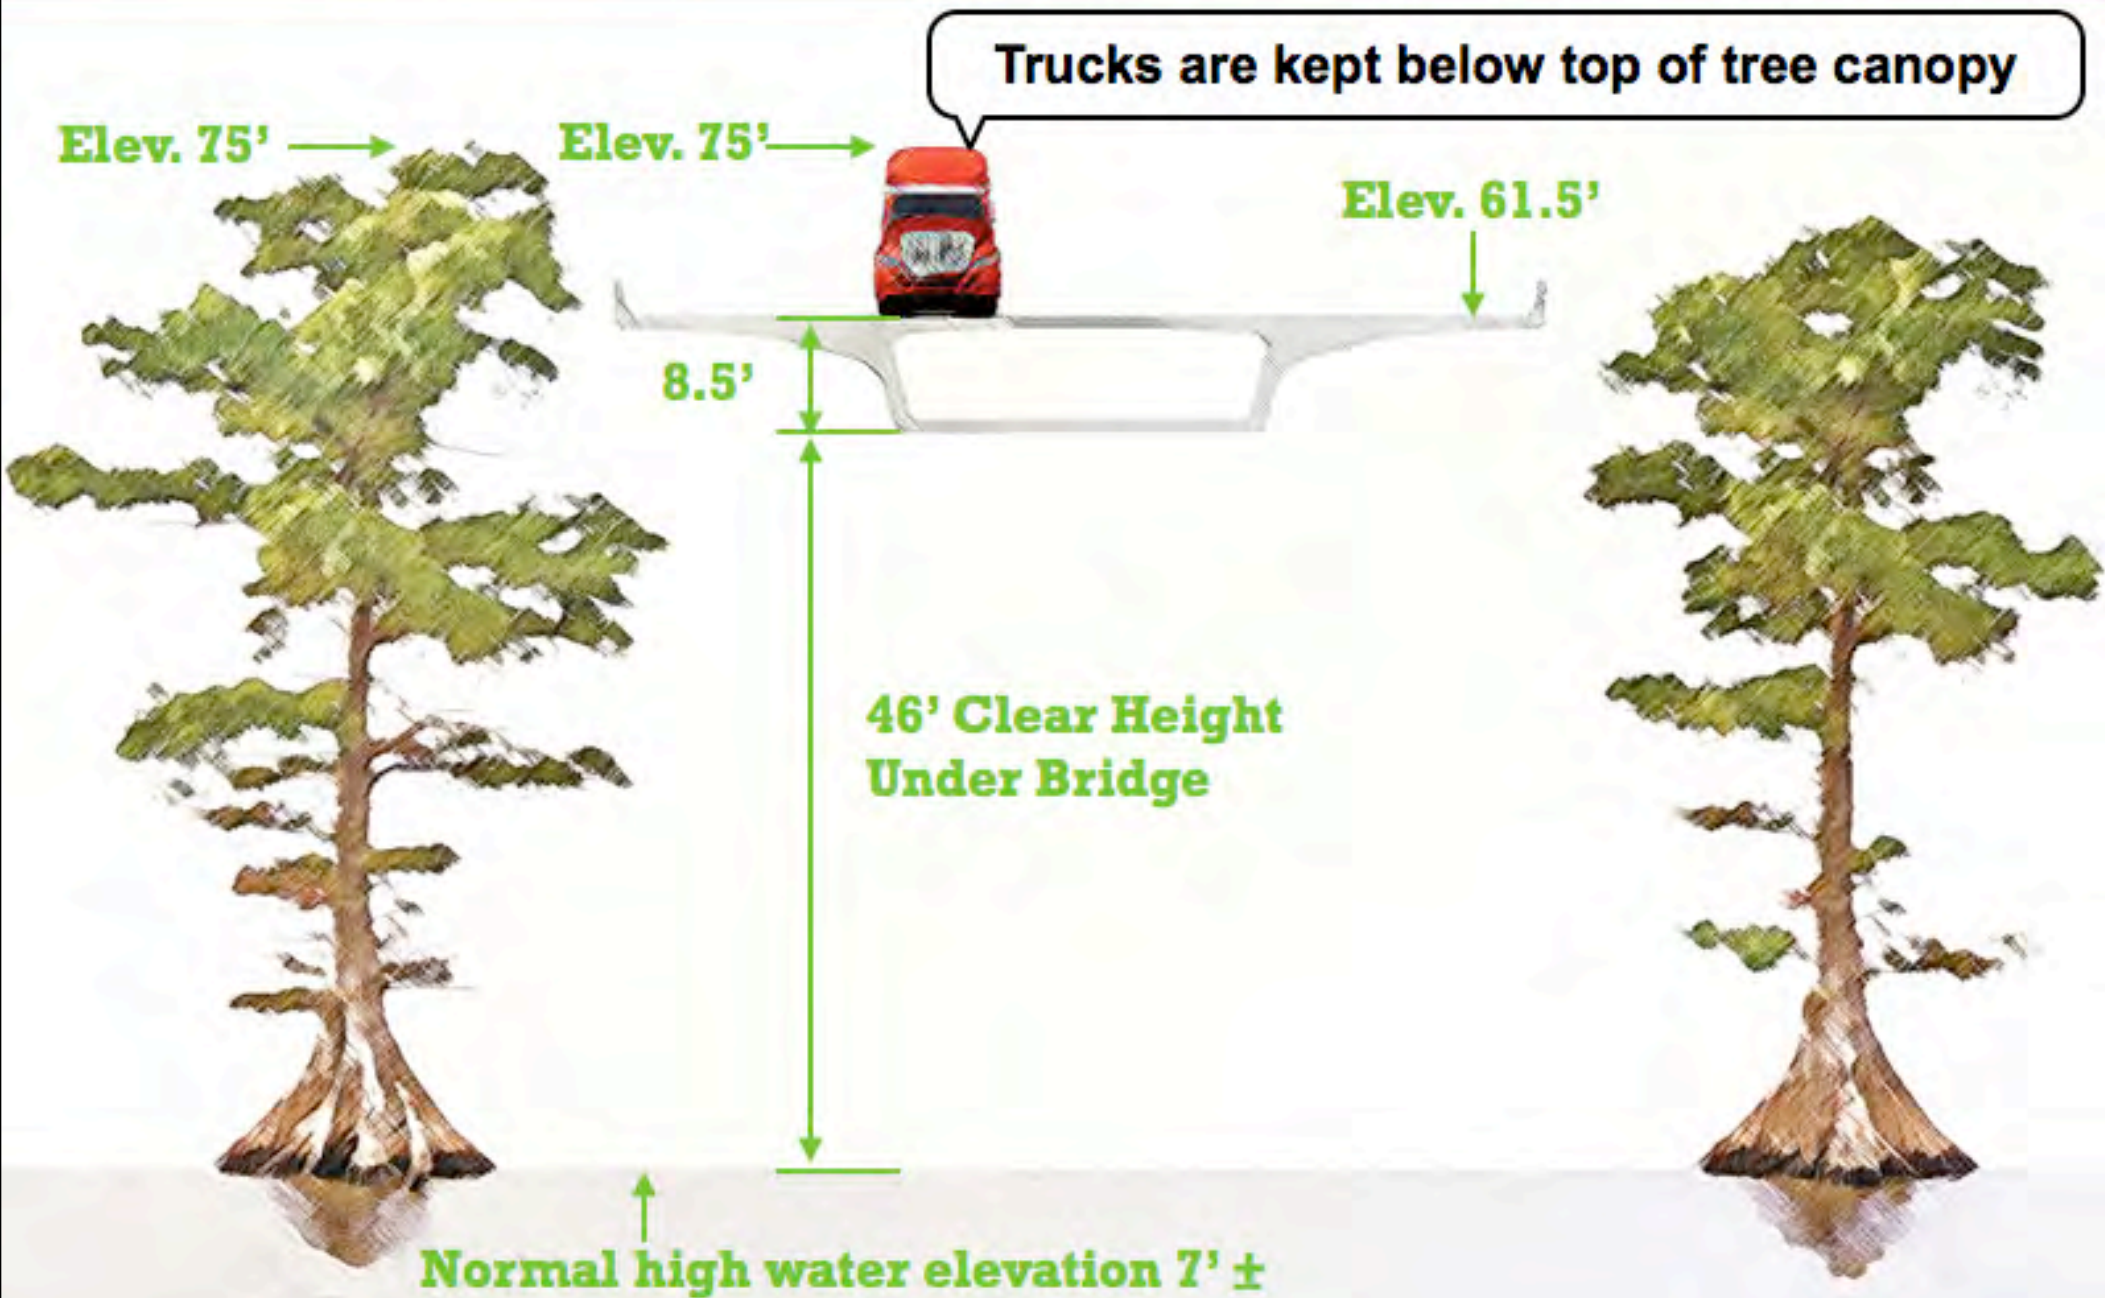 Trucks are kept below top of tree canopy
Elev. 75’
Elev. 75’
Elev. 61.5’
8.5’
46’ Clear Height
Under Bridge
Normal high water elevation 7’ ±